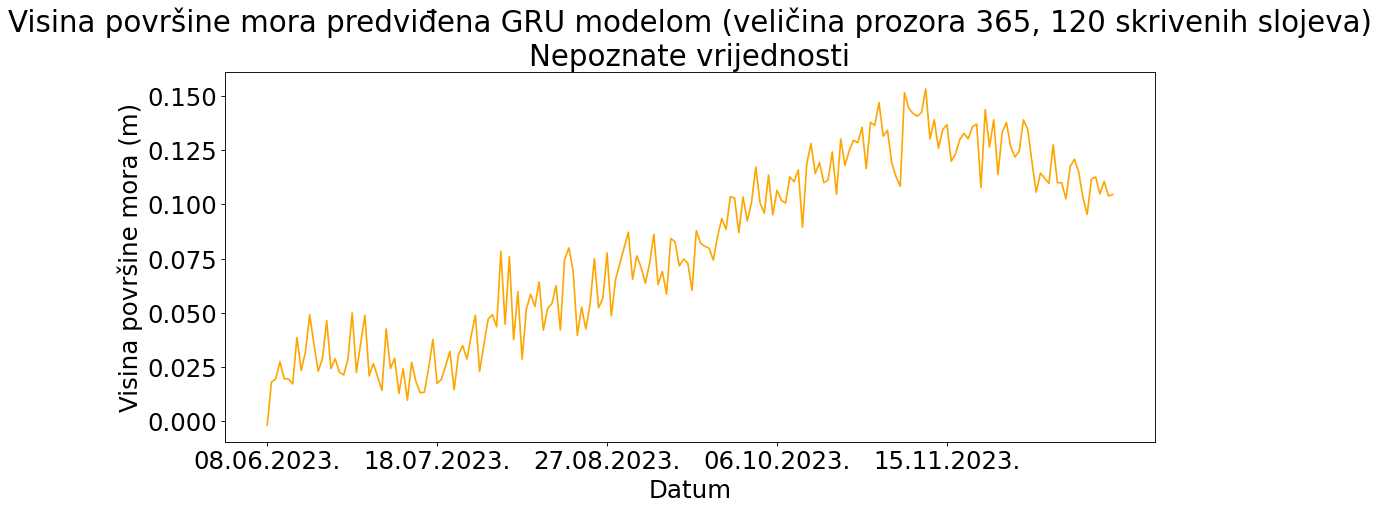 Visina površine mora predviđena GRU modelom (veličina prozora 365, 120 skrivenih slojeva)
Nepoznate vrijednosti
Visina površine mora (m)
0.150
0.125
0.100
0.075
0.050
0.025
0.000
08.06.2023. 18.07.2023. 27.08.2023. 06.10.2023. 15.11.2023.
Datum